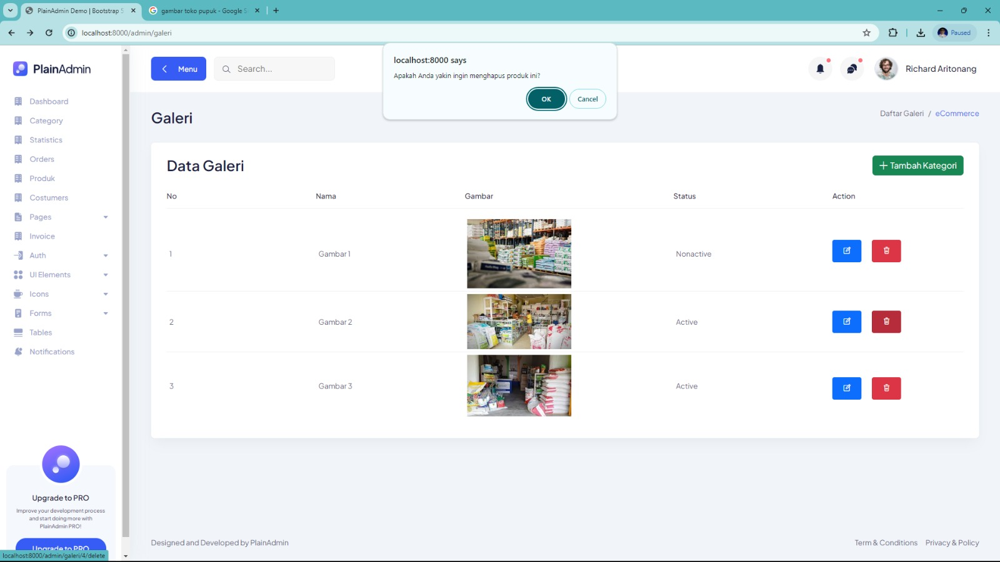 PlainAdmin Demo | Bootstrap 5
gambar toko pupuk - Google S
localhost:8000/admin/galeri
Paused
PlainAdmin
Menu
Search...
Richard Aritonang
localhost:8000 says
Apakah Anda yakin ingin menghapus produk ini?
OK
Cancel
Dashboard
Category
Statistics
Orders
Produk
Costumers
Pages
Invoice
Auth
UI Elements
Icons
Forms
Tables
Notifications
Upgrade to PRO
Improve your development process
and start doing more with
PlainAdmin PRO!
Upgrade to PRO
localhost:8000/admin/galeri/4/delete
Galeri
Daftar Galeri / eCommerce
Data Galeri
Tambah Kategori
No Nama Gambar Status Action
1 Gambar 1 Nonactive
2 Gambar 2 Active
3 Gambar 3 Active
Designed and Developed by PlainAdmin
Term & Conditions Privacy & Policy